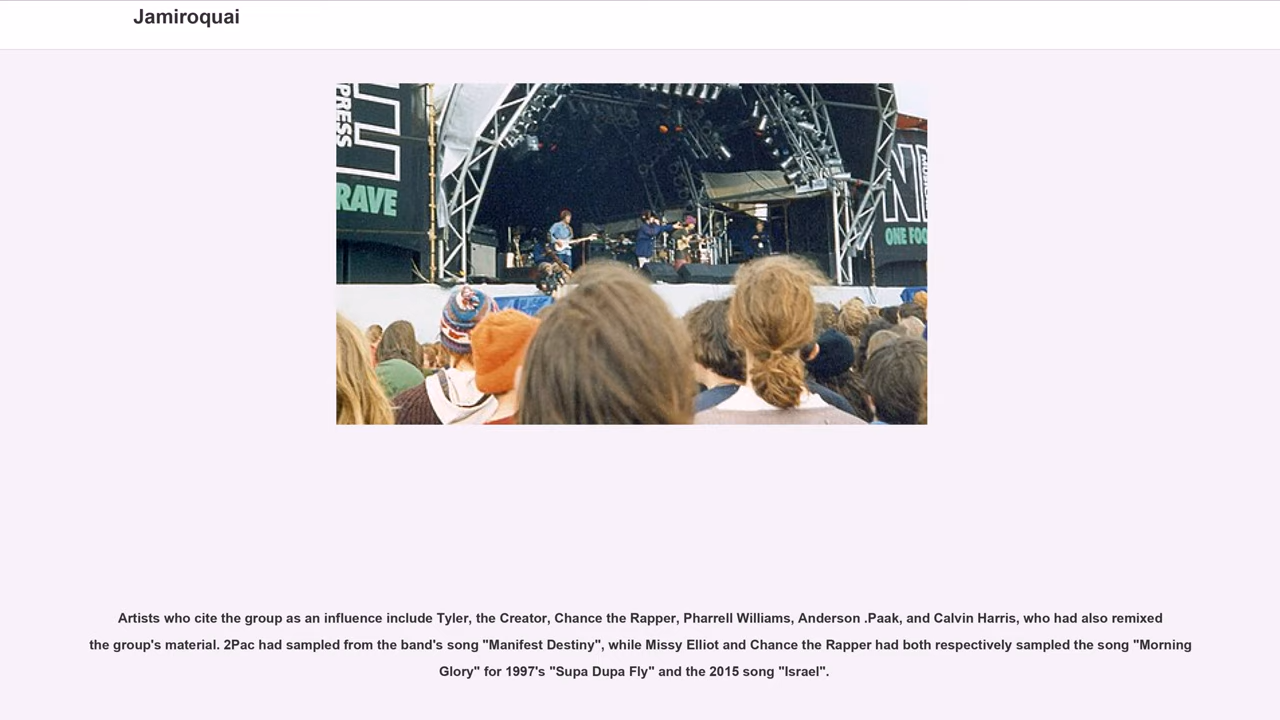 Jamiroquai
PRESS
RAVE
ONE FOO
Artists who cite the group as an influence include Tyler, the Creator, Chance the Rapper, Pharrell Williams, Anderson .Paak, and Calvin Harris, who had also remixed
the group's material. 2Pac had sampled from the band's song "Manifest Destiny", while Missy Elliot and Chance the Rapper had both respectively sampled the song "Morning
Glory" for 1997's "Supa Dupa Fly" and the 2015 song "Israel".